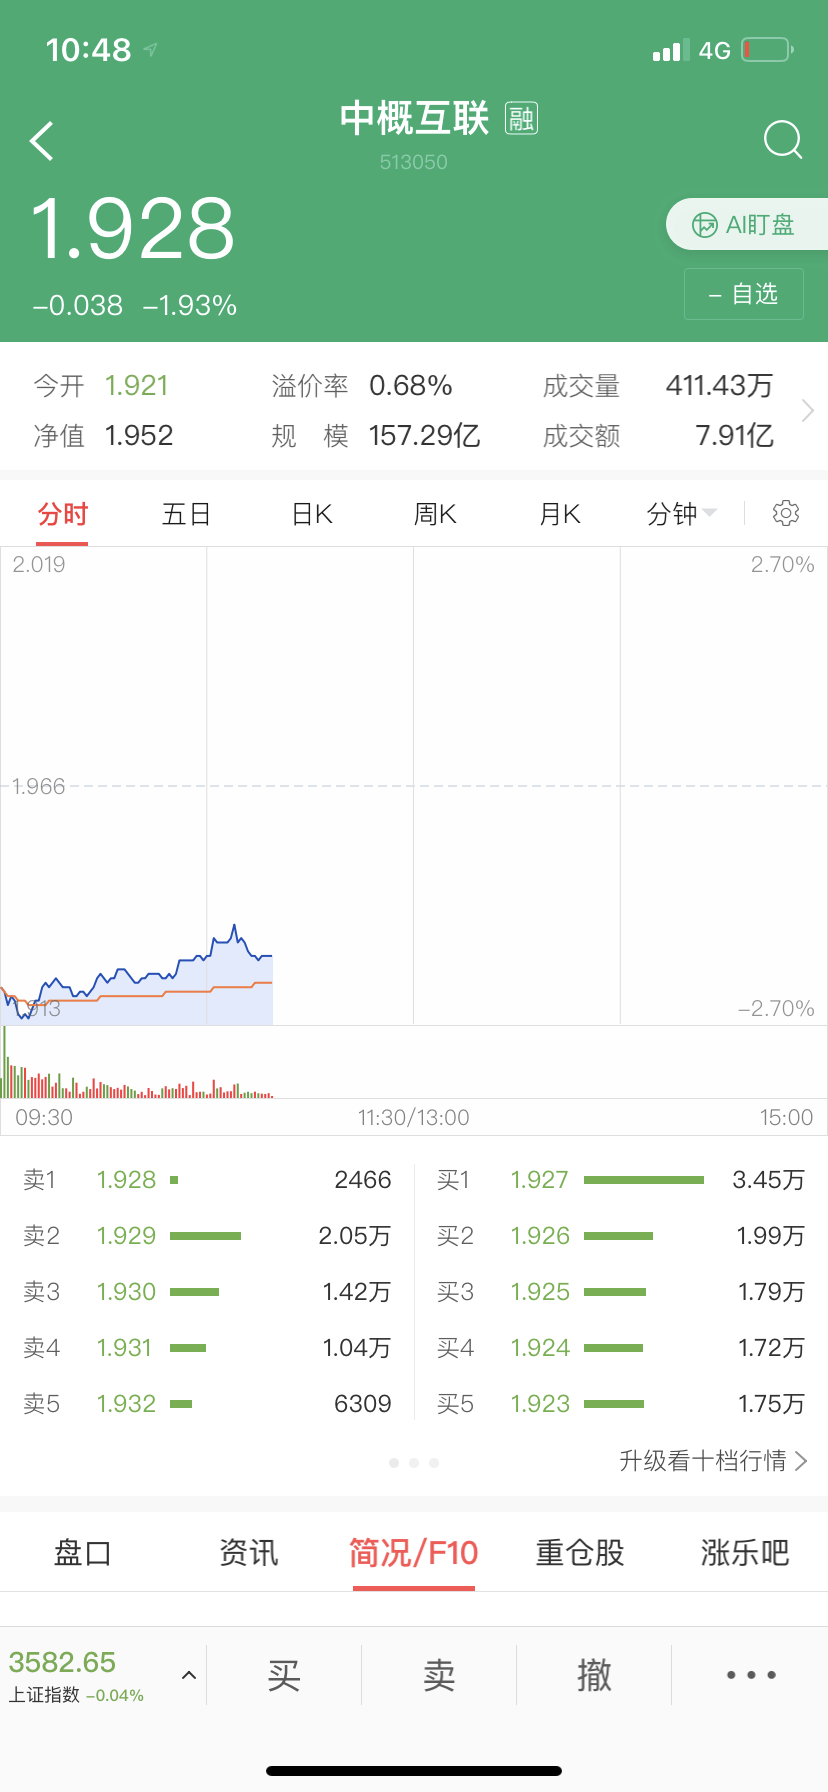 10:48 4G
中概互联 融
513050
1.928
AI盯盘
-0.038 -1.93%
- 自选
今开 1.921 溢价率 0.68% 成交量 411.43万
净值 1.952 规 模 157.29亿 成交额 7.91亿
分时 五日 日K 周K 月K 分钟
2.019 2.70%
1.966
913 -2.70%
09:30 11:30/13:00 15:00
卖1 1.928 2466 买1 1.927 3.45万
卖2 1.929 2.05万 买2 1.926 1.99万
卖3 1.930 1.42万 买3 1.925 1.79万
卖4 1.931 1.04万 买4 1.924 1.72万
卖5 1.932 6309 买5 1.923 1.75万
升级看十档行情
盘口 资讯 简况/F10 重仓股 涨乐吧
3582.65
上证指数 -0.04%
买 卖 撤